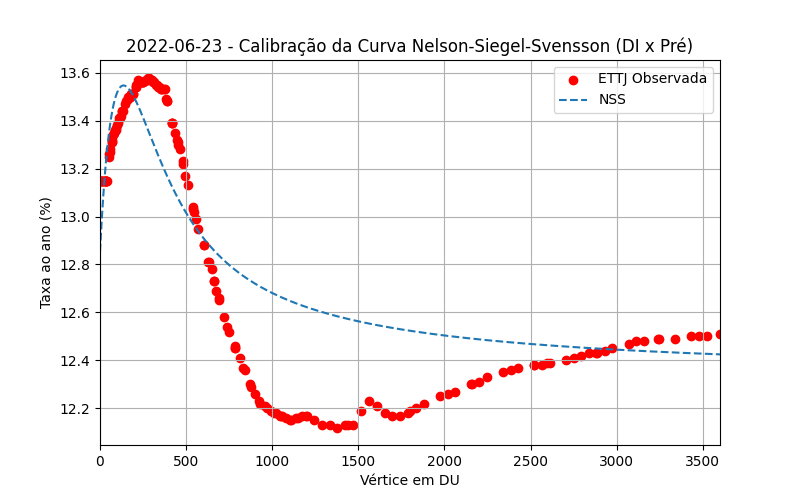 2022-06-23 - Calibração da Curva Nelson-Siegel-Svensson (DI x Pré)
ETTJ Observada
NSS
Taxa ao ano (%)
13.6
13.4
13.2
13.0
12.8
12.6
12.4
12.2
0 500 1000 1500 2000 2500 3000 3500
Vértice em DU